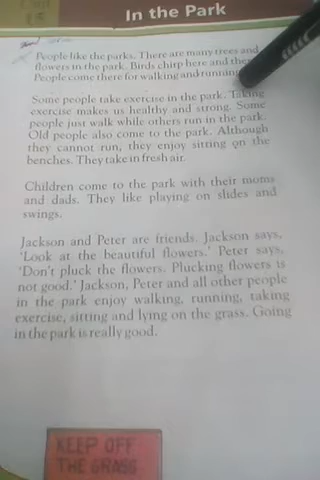 In the Park
People like the parks. There are many trees and
flowers in the park. Birds chirp here and
People come there for walking and running
Some people take exercise in the park. Taking
exercise makes us healthy and strong. Some
people just walk while others run in the park.
Old people also come to the park. Although
they cannot run, they enjoy sitting on the
benches. They take in fresh air.
Children come to the park with their moms
and dads. They like playing on slides and
swings.
Jackson and Peter are friends. Jackson says,
'Look at the beautiful flowers.' Peter says,
'Don't pluck the flowers. Plucking flowers is
not good.' Jackson, Peter and all other people
in the park enjoy walking, running, taking
exercise, sitting and lying on the grass. Going
in the park is really good.
KEEP OFF
THE GRASS